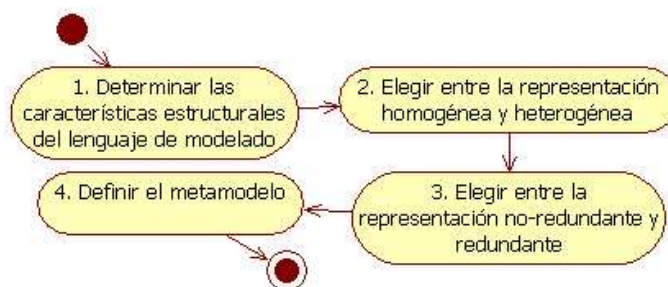 1. Determinar las
características estructurales
del lenguaje de modelado
2. Elegir entre la representación
homogénea y heterogénea
3. Elegir entre la
representación no-redundante y
redundante
4. Definir el metamodelo